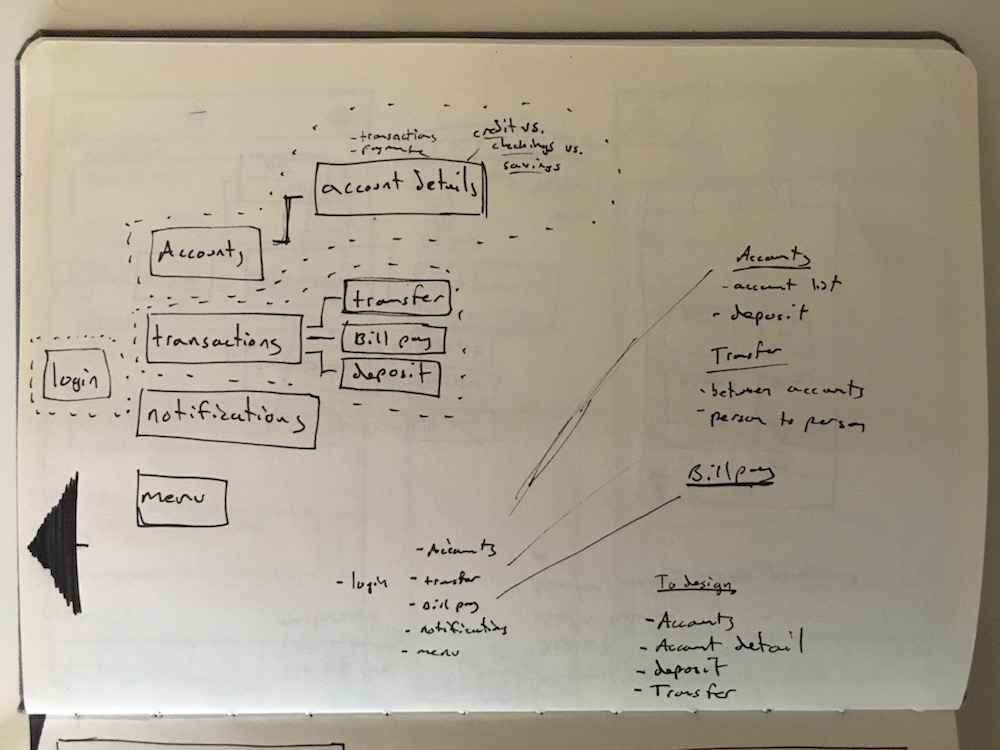 - transactions
- payments
credit vs.
checkings vs.
savings
account details
Accounts
transfer
transactions
Bill pay
deposit
login
notifications
menu
Accounts
- account list
- deposit
Transfer
- between accounts
- person to person
Bill pay
- login
- Accounts
- transfer
- Bill pay
- notifications
- menu
To design
- Accounts
- Account detail
- deposit
- Transfer